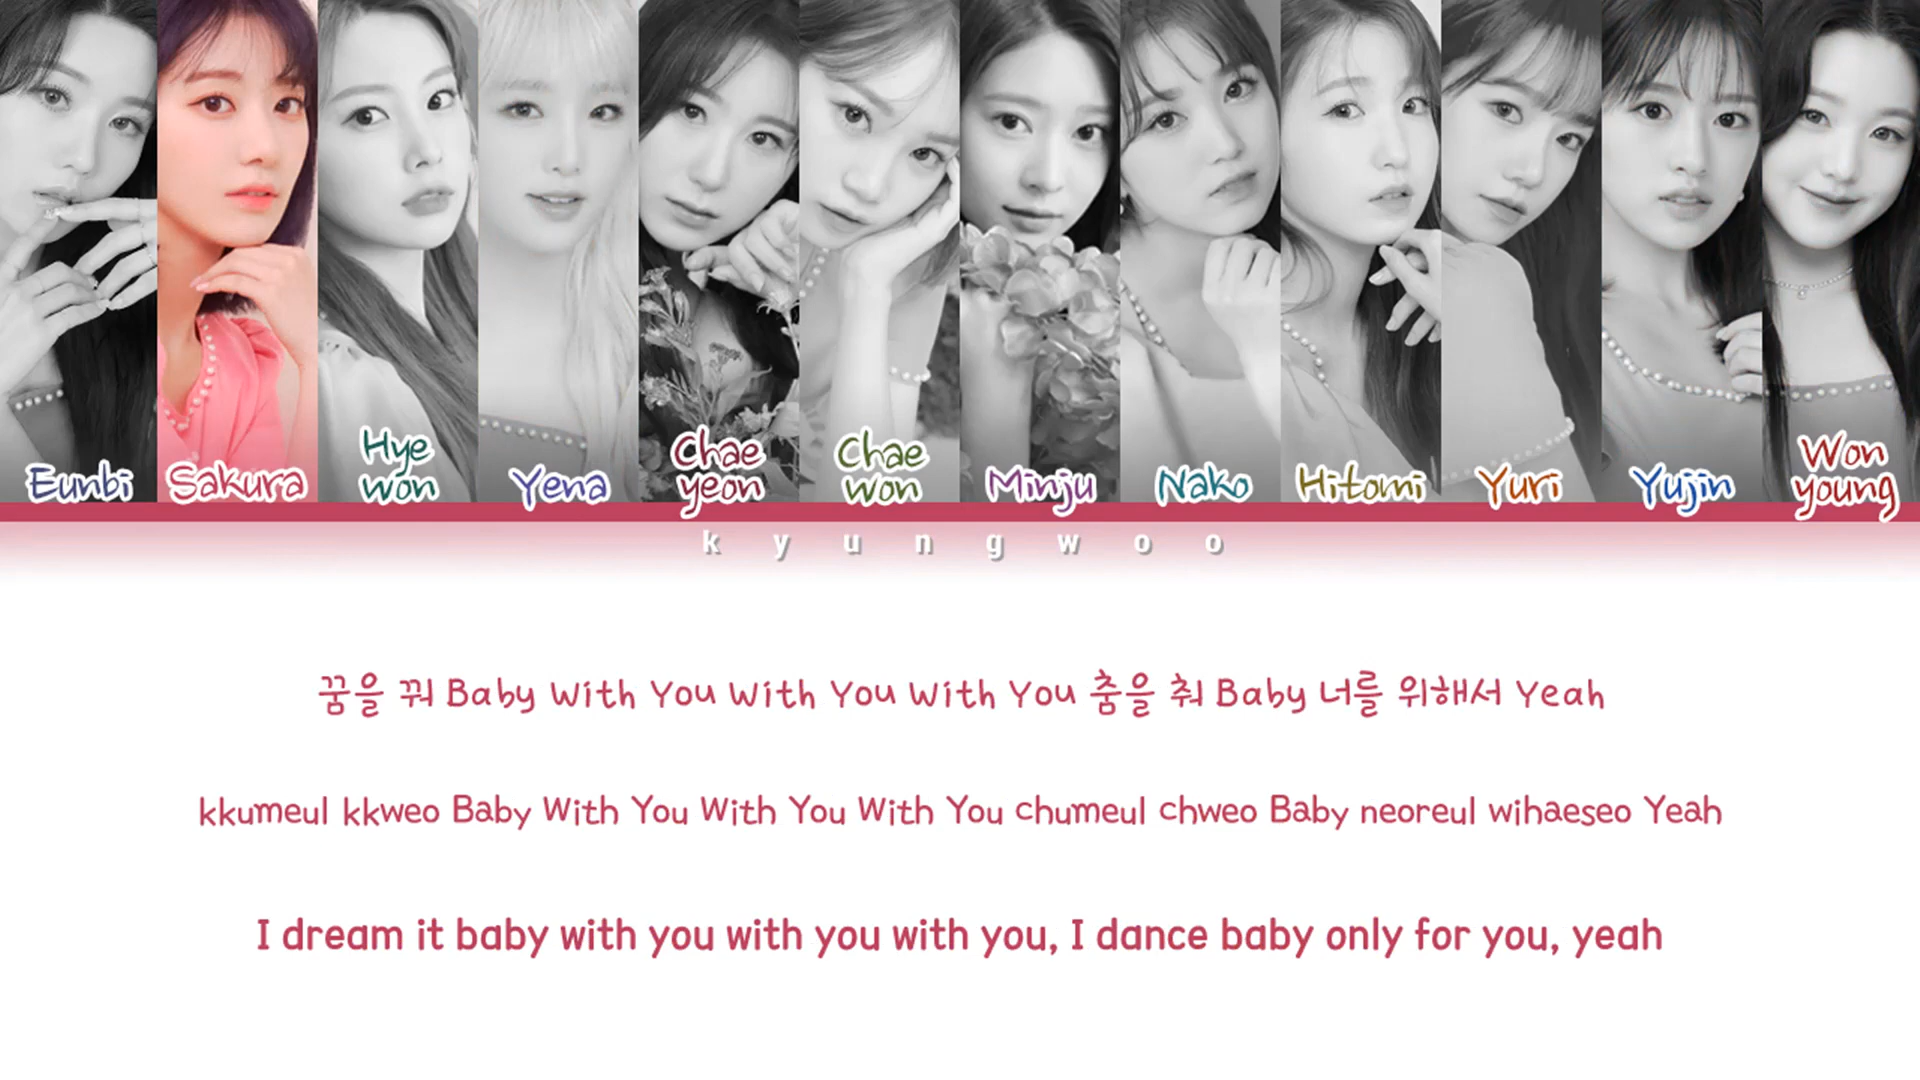 Eunbi
Sakura
Hye
won
Yena
Chae
yeon
Chae
won
Minju
Nako
Hitomi
Yuri
Yujin
Won
young
kyungwoo
꿈을 꿔 Baby With You With You With You 춤을 춰 Baby 너를 위해서 Yeah
kkumeul kkweo Baby With You With You With You chumeul chweo Baby neoreul wihaeseo Yeah
I dream it baby with you with you with you, I dance baby only for you, yeah